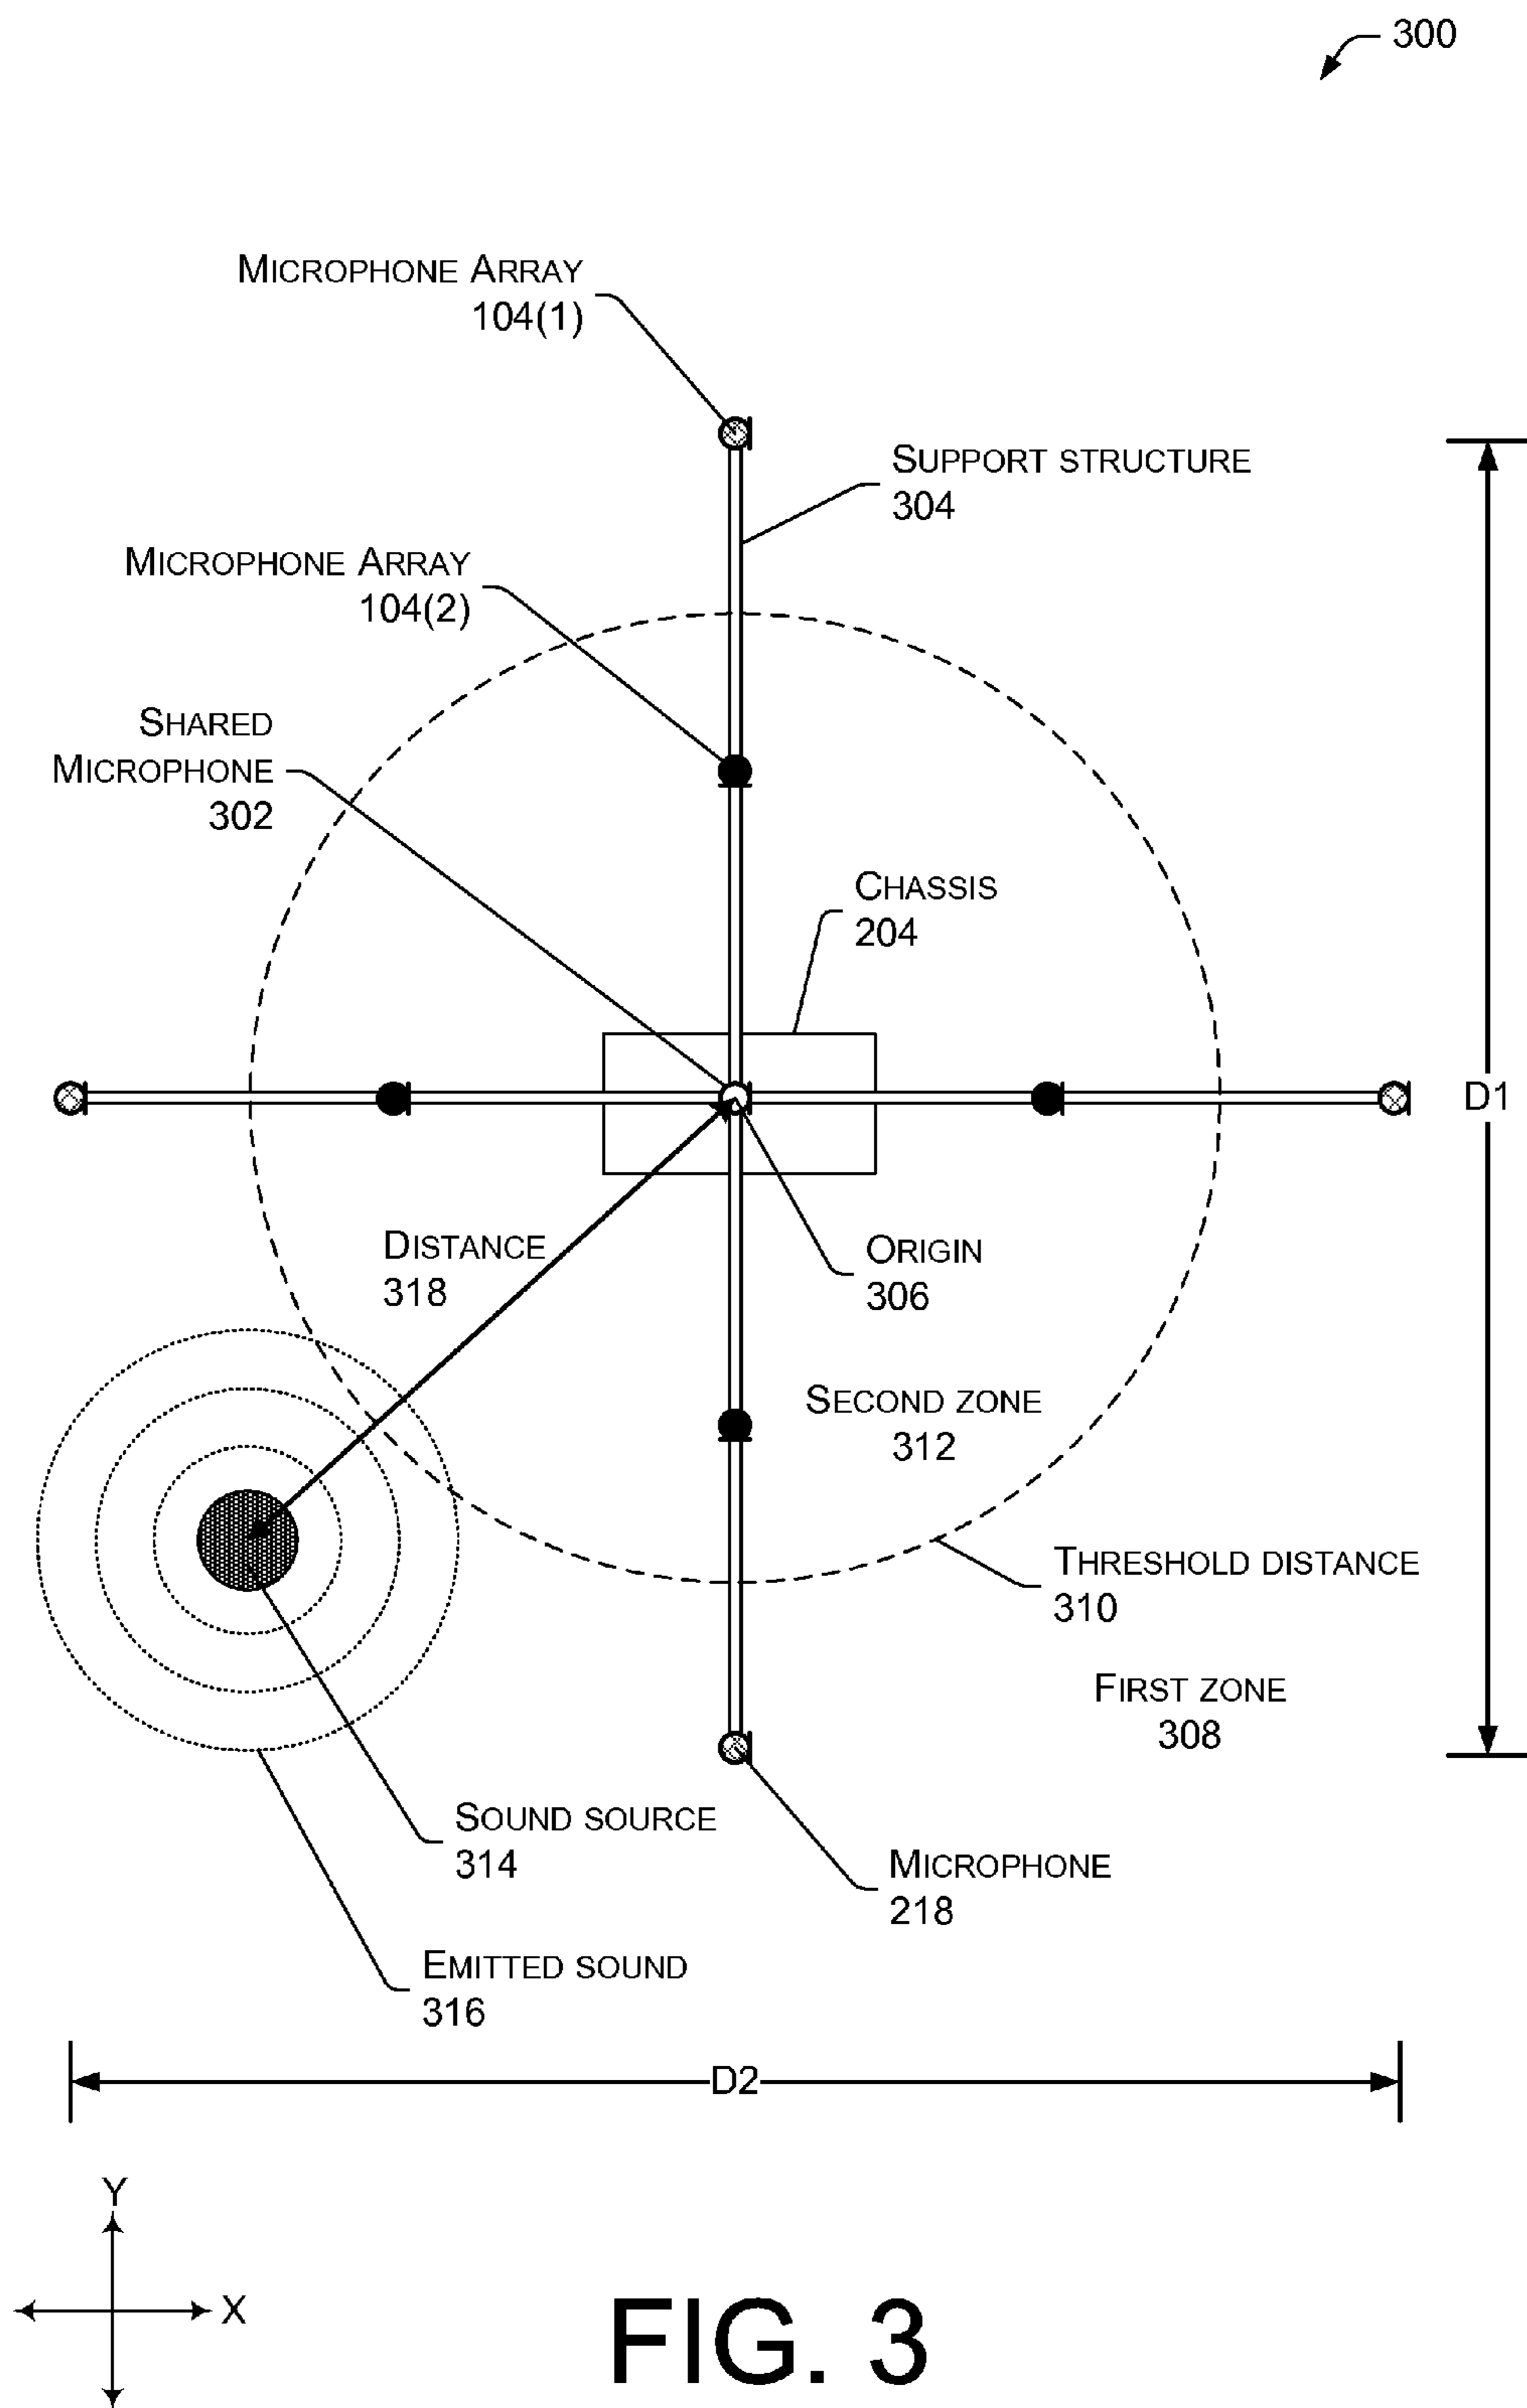 300
MICROPHONE ARRAY
104(1)
SUPPORT STRUCTURE
304
MICROPHONE ARRAY
104(2)
SHARED
MICROPHONE
302
CHASSIS
204
D1
DISTANCE
318
ORIGIN
306
SECOND ZONE
312
THRESHOLD DISTANCE
310
FIRST ZONE
308
SOUND SOURCE
314
MICROPHONE
218
EMITTED SOUND
316
D2
Y
X
FIG. 3